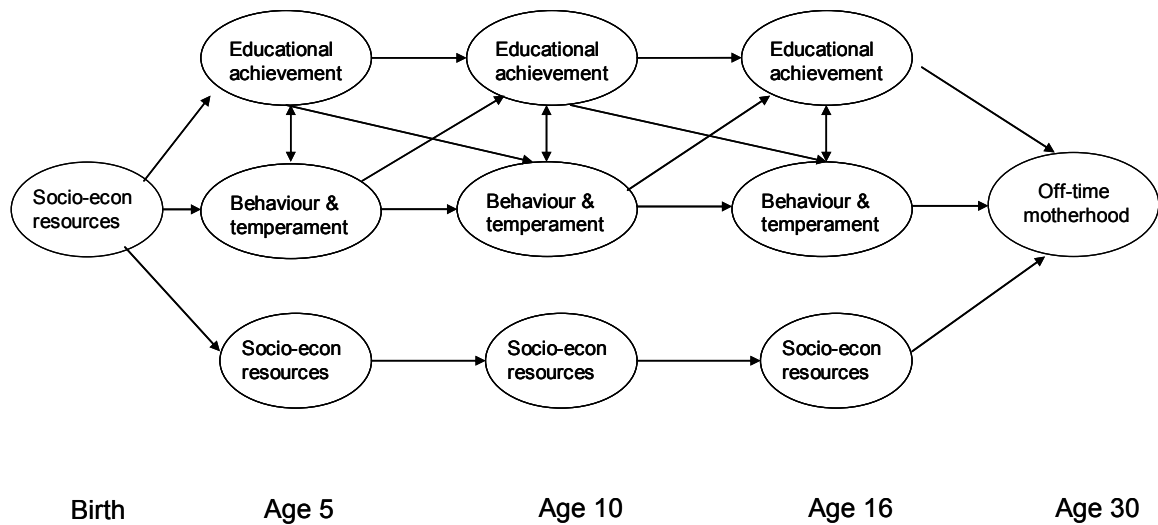 Educational
achievement
Educational
achievement
Educational
achievement
Socio-econ
resources
Behaviour &
temperament
Behaviour &
temperament
Behaviour &
temperament
Off-time
motherhood
Socio-econ
resources
Socio-econ
resources
Socio-econ
resources
Birth
Age 5
Age 10
Age 16
Age 30